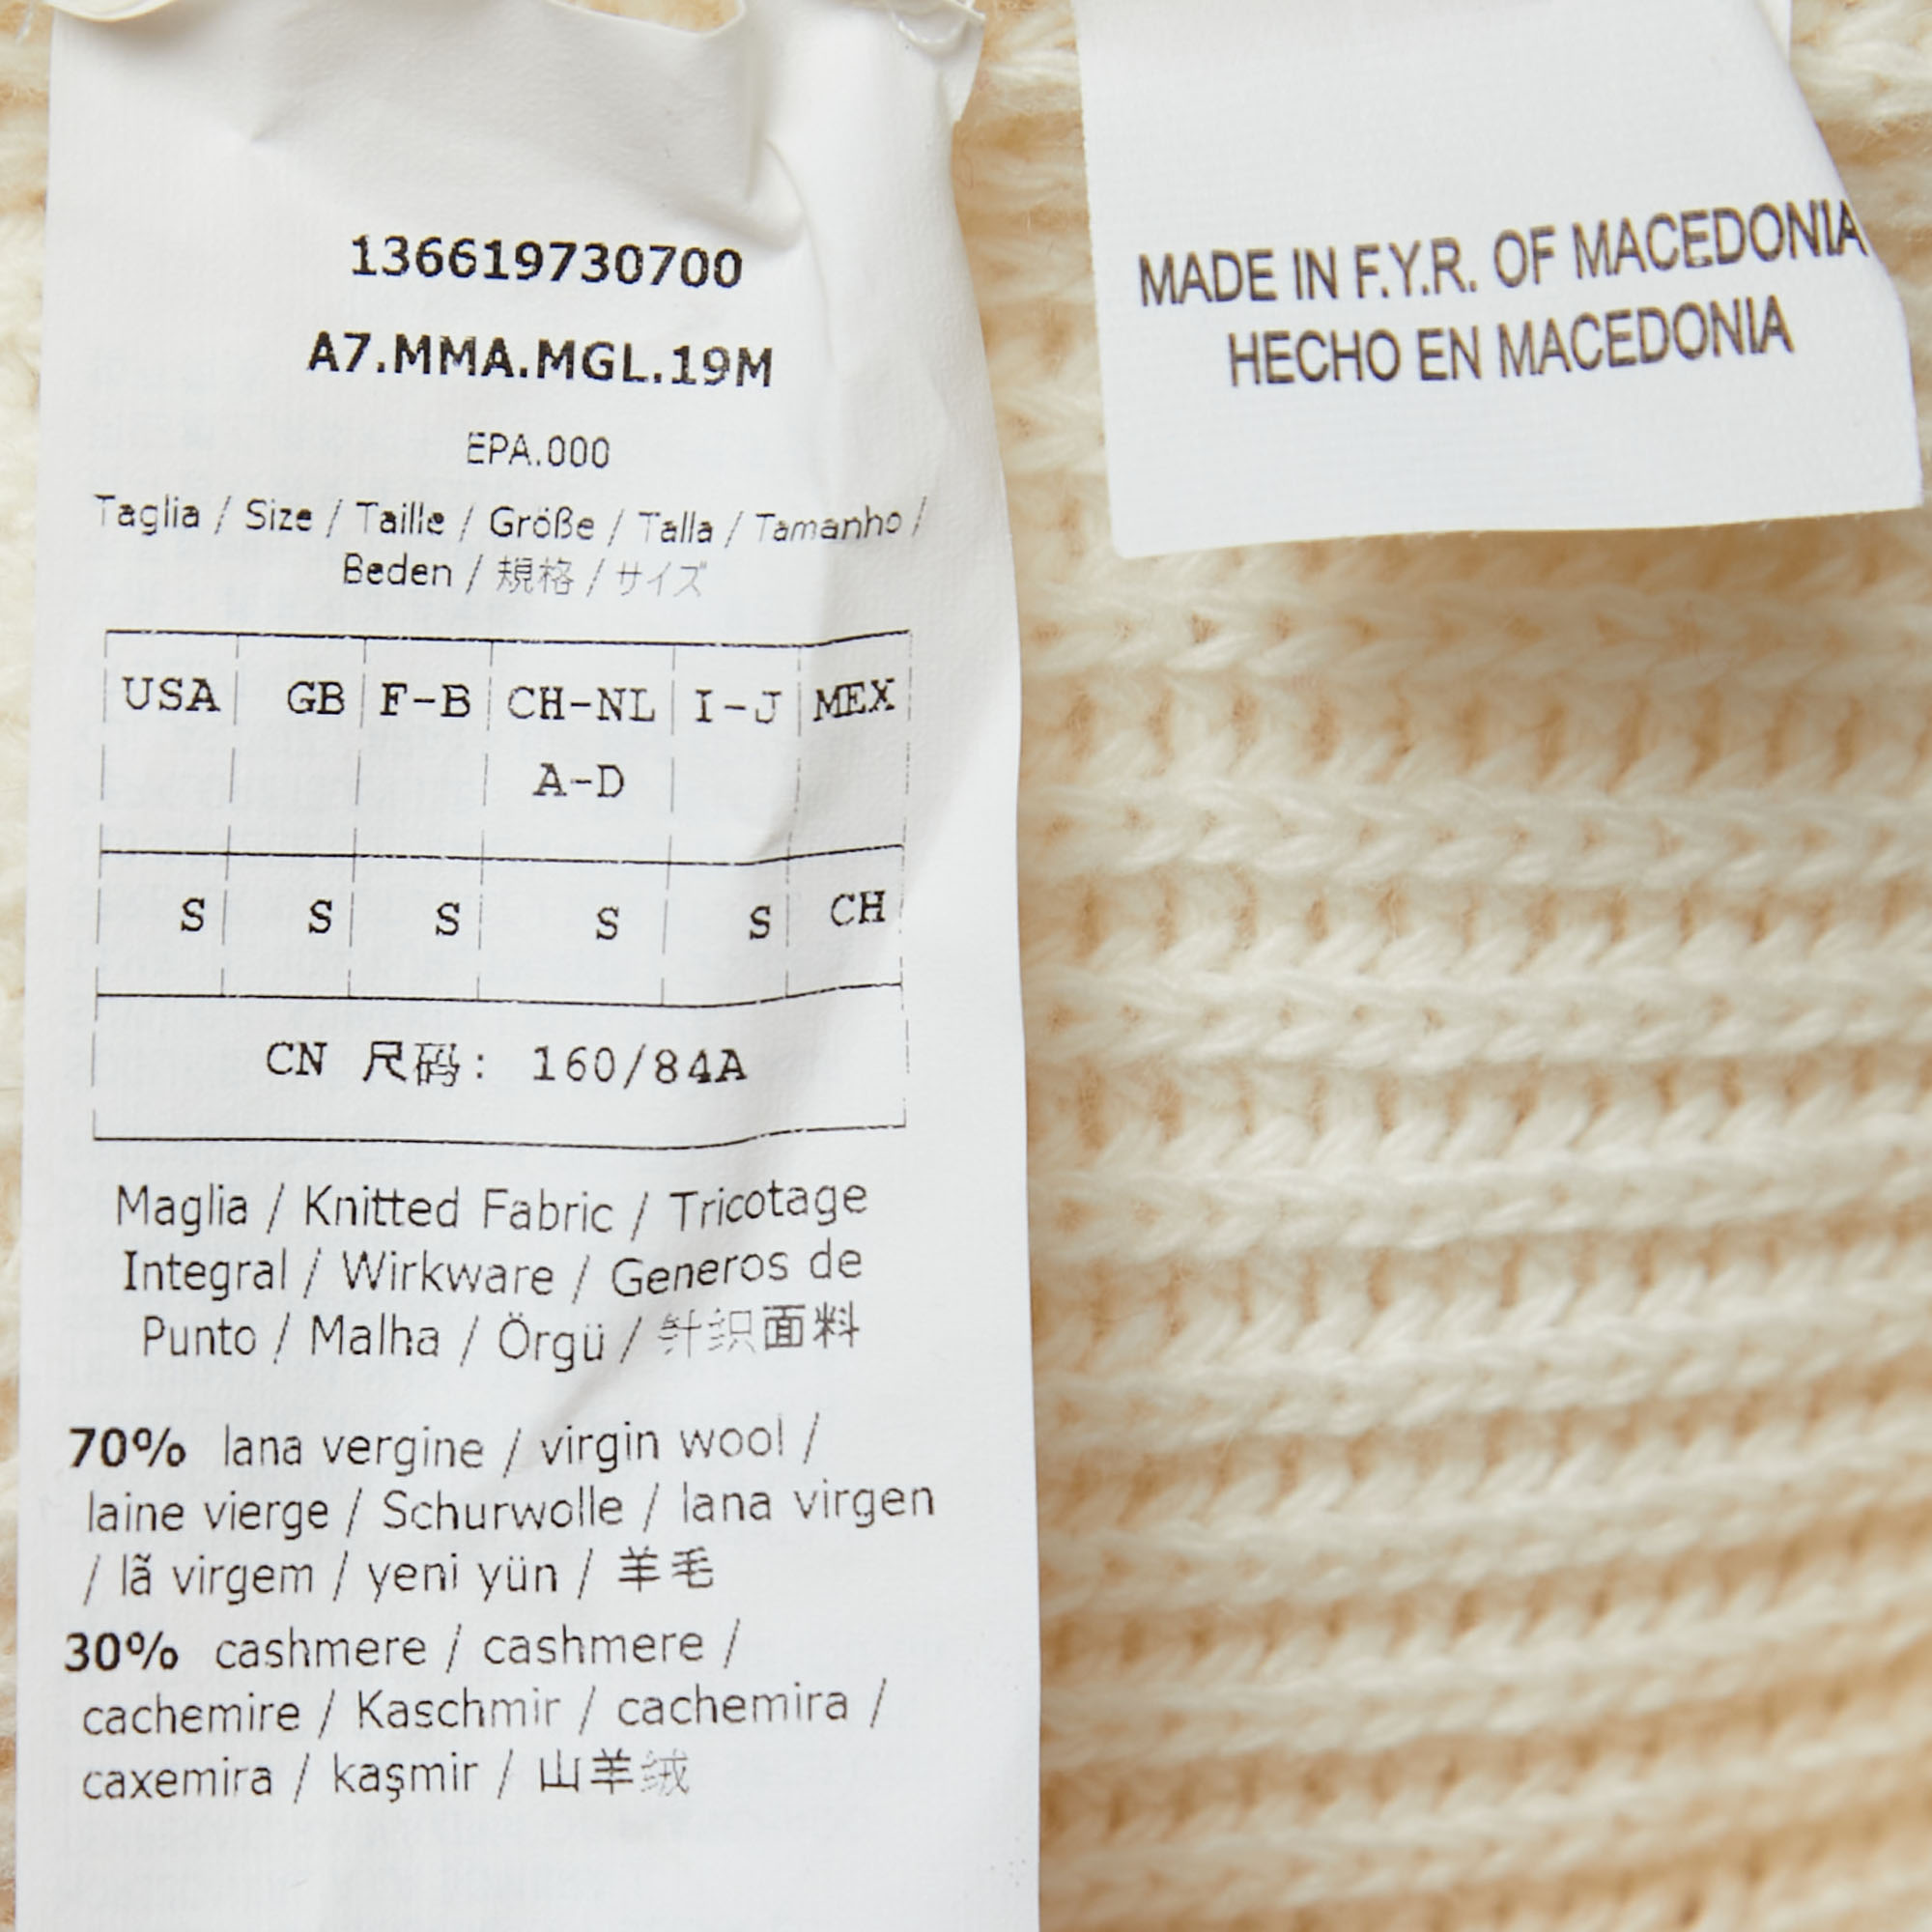 136619730700
A7.MMA.MGL.19M
EPA.000
Taglia / Size / Taille / Größe / Talla / Tamanho /
Beden / 規格 / サイズ
USA GB F-B CH-NL I-J MEX
A-D
S S S S S CH
CN 尺码: 160/84A
Maglia / Knitted Fabric / Tricotage
Integral / Wirkware / Generos de
Punto / Malha / Örgü / 针织面料
70% lana vergine / virgin wool /
laine vierge / Schurwolle / lana virgen
/ lã virgem / yeni yün / 羊毛
30% cashmere / cashmere /
cachemire / Kaschmir / cachemira /
caxemira / kaşmir / 山羊绒
MADE IN F.Y.R. OF MACEDONIA
HECHO EN MACEDONIA